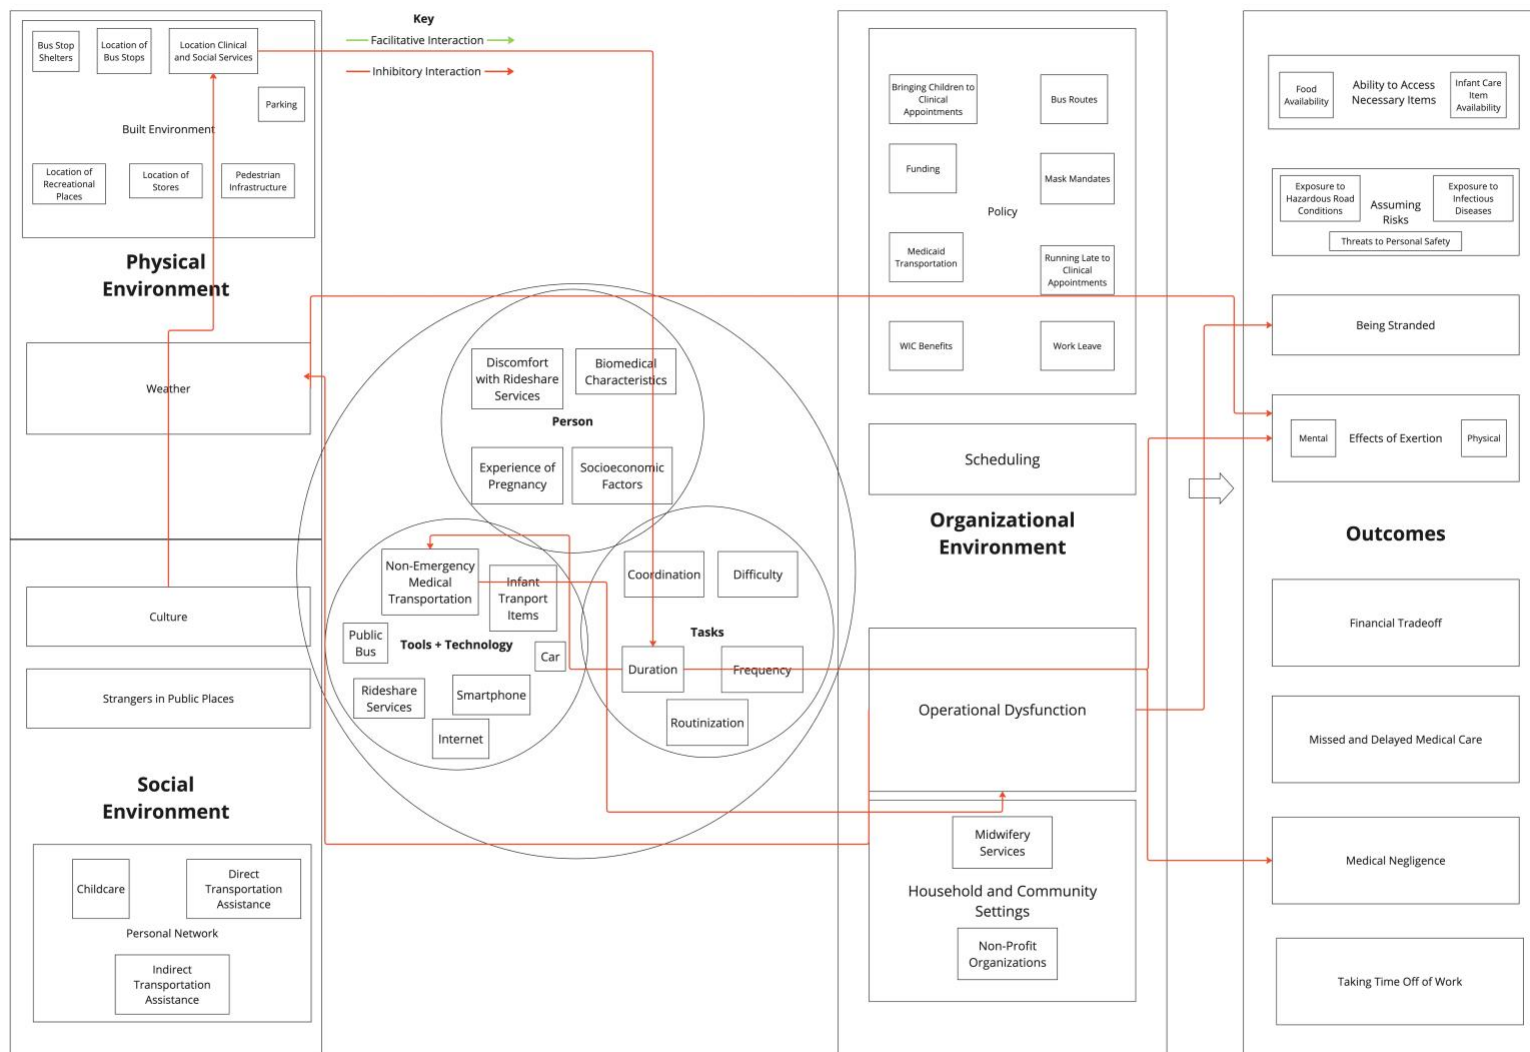 Key
Facilitative Interaction
Inhibitory Interaction
Bus Stop
Shelters
Location of
Bus Stops
Location Clinical
and Social Services
Parking
Built Environment
Location of
Recreational
Places
Location of
Stores
Pedestrian
Infrastructure
Physical
Environment
Weather
Culture
Strangers in Public Places
Social
Environment
Childcare
Direct
Transportation
Assistance
Personal Network
Indirect
Transportation
Assistance
Discomfort
with Rideshare
Services
Biomedical
Characteristics
Person
Experience of
Pregnancy
Socioeconomic
Factors
Non-Emergency
Medical
Transportation
Infant
Tranport
Items
Public
Bus
Tools + Technology
Car
Rideshare
Services
Smartphone
Internet
Coordination
Difficulty
Tasks
Duration
Frequency
Routinization
Bringing Children to
Clinical
Appointments
Bus Routes
Funding
Mask Mandates
Policy
Medicaid
Transportation
Running Late to
Clinical
Appointments
WIC Benefits
Work Leave
Scheduling
Organizational
Environment
Operational Dysfunction
Midwifery
Services
Household and Community
Settings
Non-Profit
Organizations
Food
Availability
Ability to Access
Necessary Items
Infant Care
Item
Availability
Exposure to
Hazardous Road
Conditions
Assuming
Risks
Exposure to
Infectious
Diseases
Threats to Personal Safety
Being Stranded
Mental
Effects of Exertion
Physical
Outcomes
Financial Tradeoff
Missed and Delayed Medical Care
Medical Negligence
Taking Time Off of Work